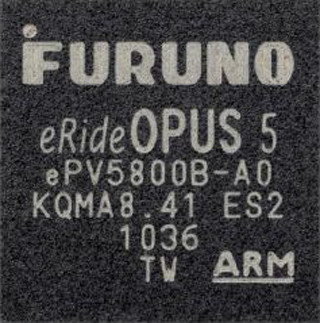 FURUNO
eRideOPUS 5
ePV5800B-A0
KQMA8.41 ES2
1036
TW ARM